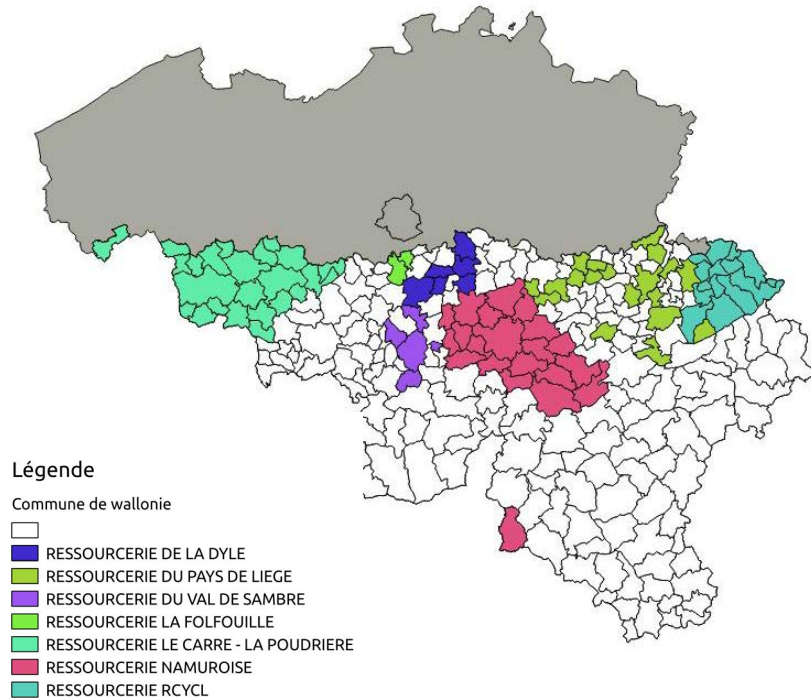 Légende
Commune de wallonie
RESSOURCERIE DE LA DYLE
RESSOURCERIE DU PAYS DE LIEGE
RESSOURCERIE DU VAL DE SAMBRE
RESSOURCERIE LA FOLFOUILLE
RESSOURCERIE LE CARRE - LA POUDRIERE
RESSOURCERIE NAMUROISE
RESSOURCERIE RCYCL